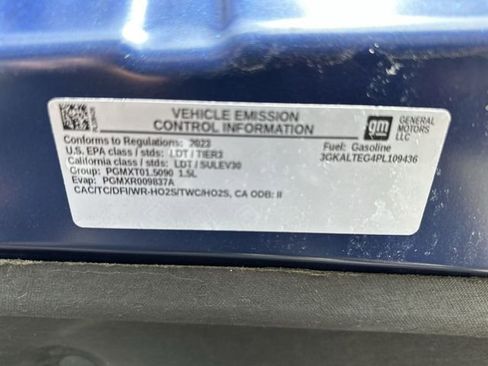 VEHICLE EMISSION
CONTROL INFORMATION
gm
GENERAL
MOTORS
LLC
Conforms to Regulations: 2023
U.S. EPA class / stds: LDT / TIER3
California class / stds: LDT / SULEV30
Group: PGMXT01.5090 1.5L
Evap: PGMXR009837A
CAC/TC/DFI/WR-HO2S/TWC/HO2S, CA ODB: II
Fuel: Gasoline
3GKALTEG4PL109436